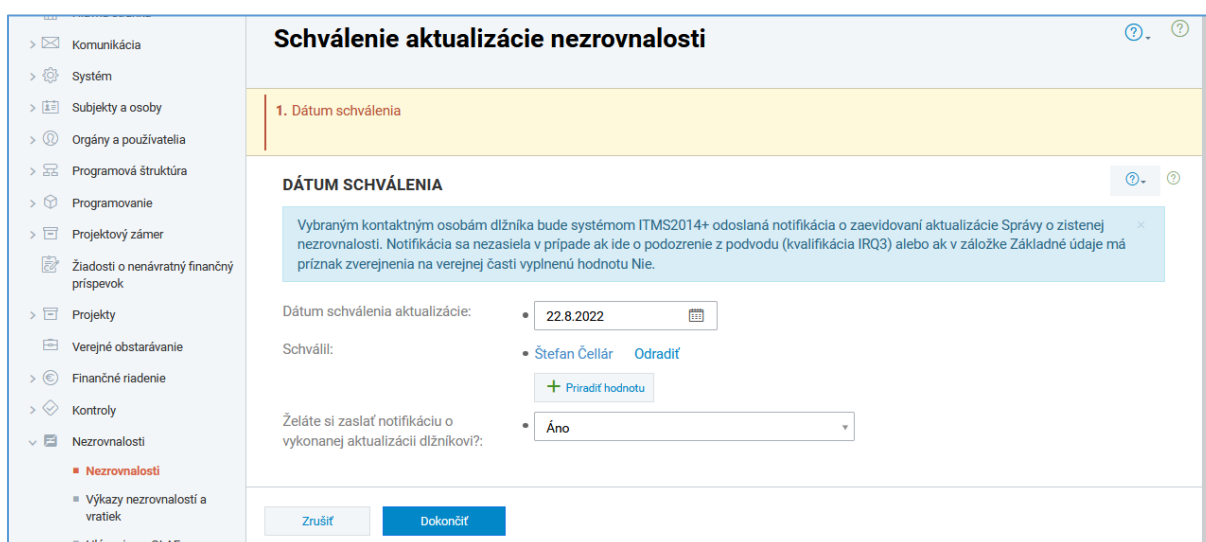 Komunikácia
Systém
Subjekty a osoby
Orgány a používatelia
Programová štruktúra
Programovanie
Projektový zámer
Žiadosti o nenávratný finančný
príspevok
Projekty
Verejné obstarávanie
Finančné riadenie
Kontroly
Nezrovnalosti
Nezrovnalosti
Výkazy nezrovnalostí a
vratiek
Schválenie aktualizácie nezrovnalosti
1. Dátum schválenia
DÁTUM SCHVÁLENIA
Vybraným kontaktným osobám dlžníka bude systémom ITMS2014+ odoslaná notifikácia o zaevidovaní aktualizácie Správy o zistenej
nezrovnalosti. Notifikácia sa nezasiela v prípade ak ide o podozrenie z podvodu (kvalifikácia IRQ3) alebo ak v záložke Základné údaje má
príznak zverejnenia na verejnej časti vyplnenú hodnotu Nie.
Dátum schválenia aktualizácie: 22.8.2022
Schválil: Štefan Čellár Odradiť
+ Priradiť hodnotu
Želáte si zaslať notifikáciu o
vykonanej aktualizácii dlžníkovi?: Áno
Zrušiť Dokončiť